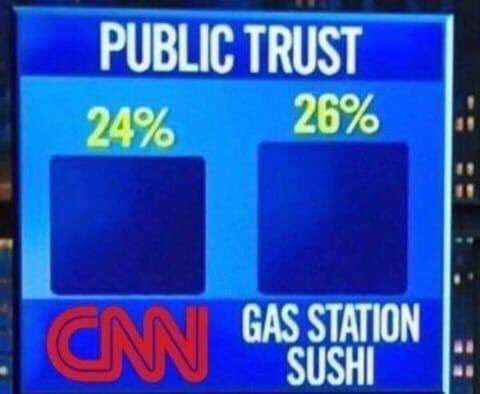 PUBLIC TRUST
24%
26%
CNN
GAS STATION
SUSHI